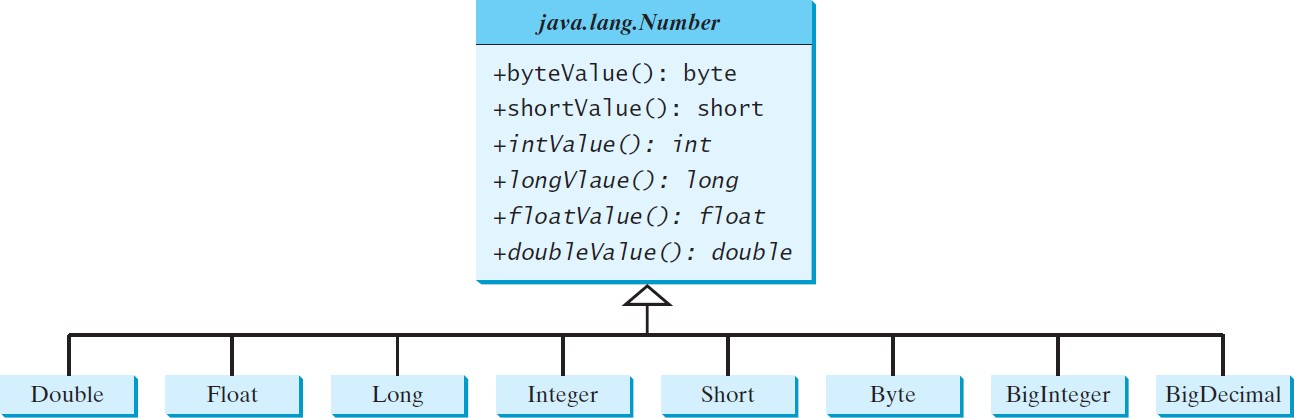 java.lang.Number
+byteValue(): byte
+shortValue(): short
+intValue(): int
+longVlaue(): long
+floatValue(): float
+doubleValue(): double
Double Float Long Integer Short Byte BigInteger BigDecimal